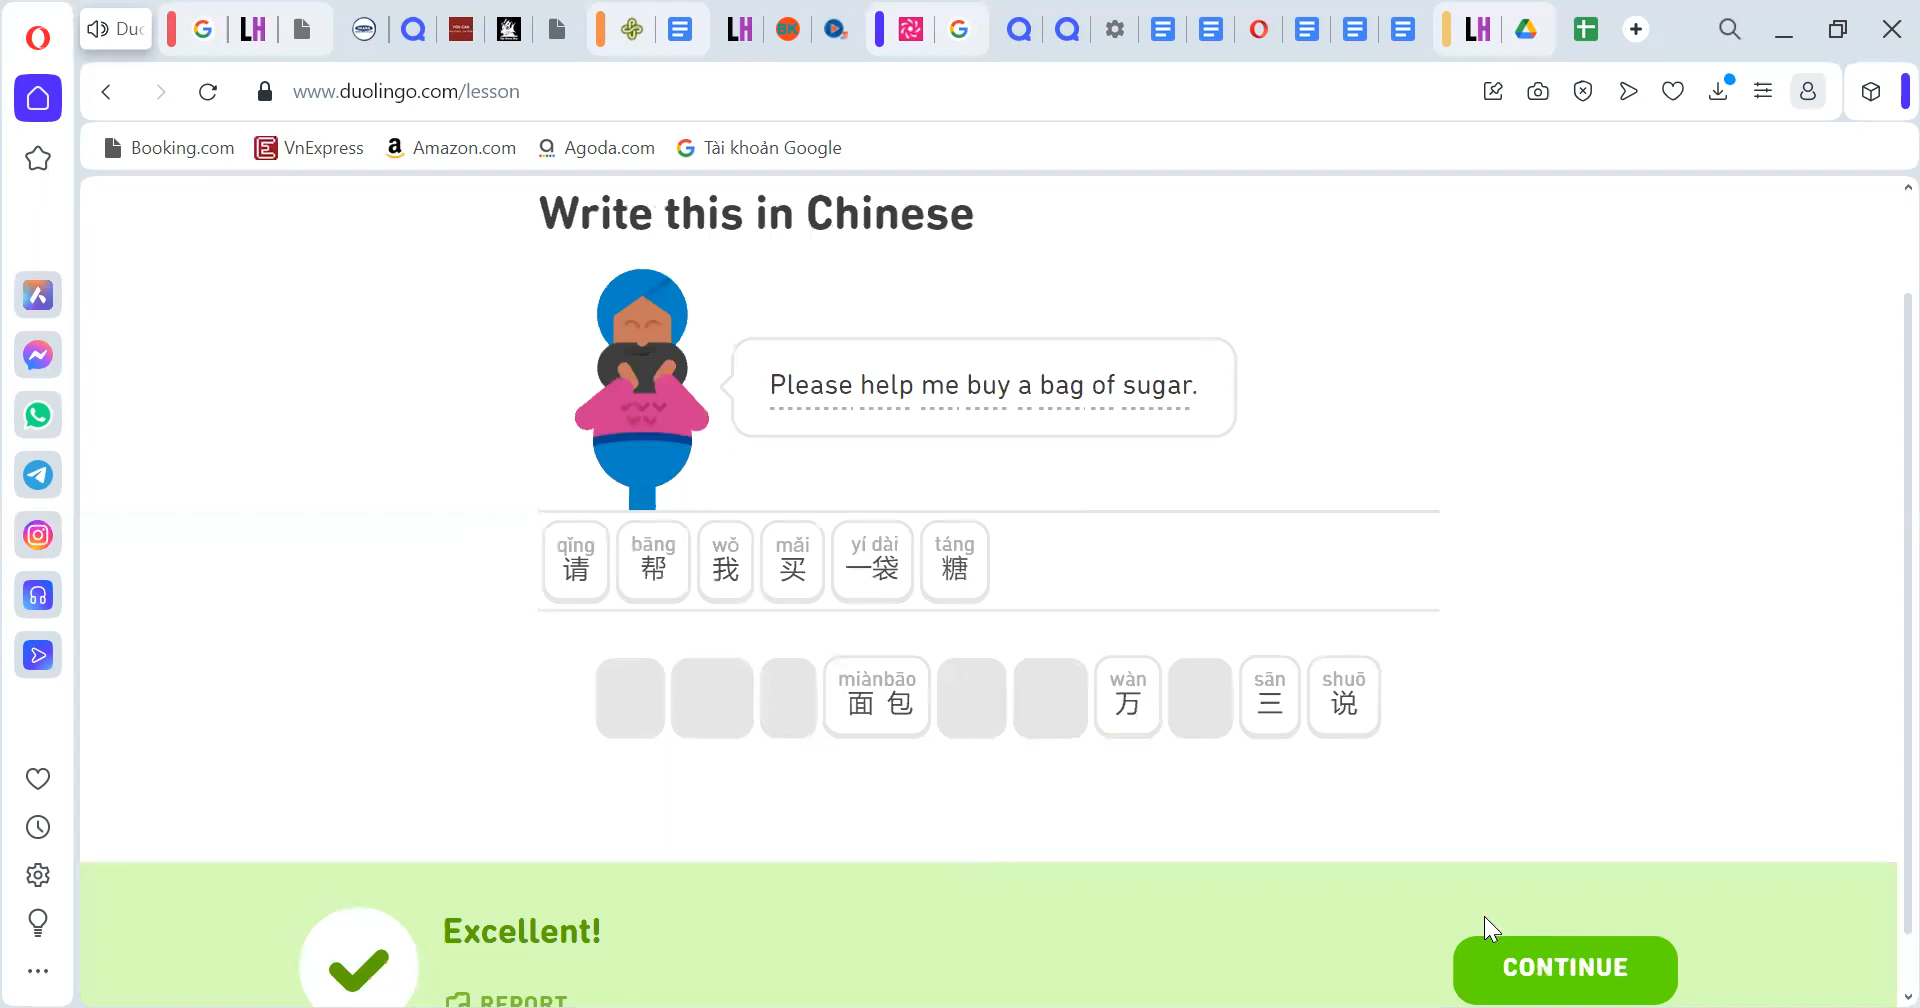 Duo
www.duolingo.com/lesson
Booking.com VnExpress Amazon.com Agoda.com Tài khoản Google
Write this in Chinese
Please help me buy a bag of sugar.
qǐng bāng wǒ mǎi yí dài táng
请 帮 我 买 一袋 糖
miànbāo wàn sān shuō
面包 万 三 说
Excellent!
CONTINUE
REPORT